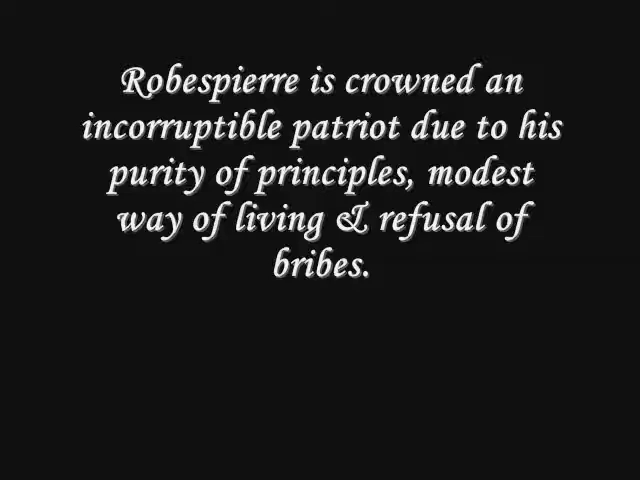 Robespierre is crowned an
incorruptible patriot due to his
purity of principles, modest
way of living & refusal of
bribes.